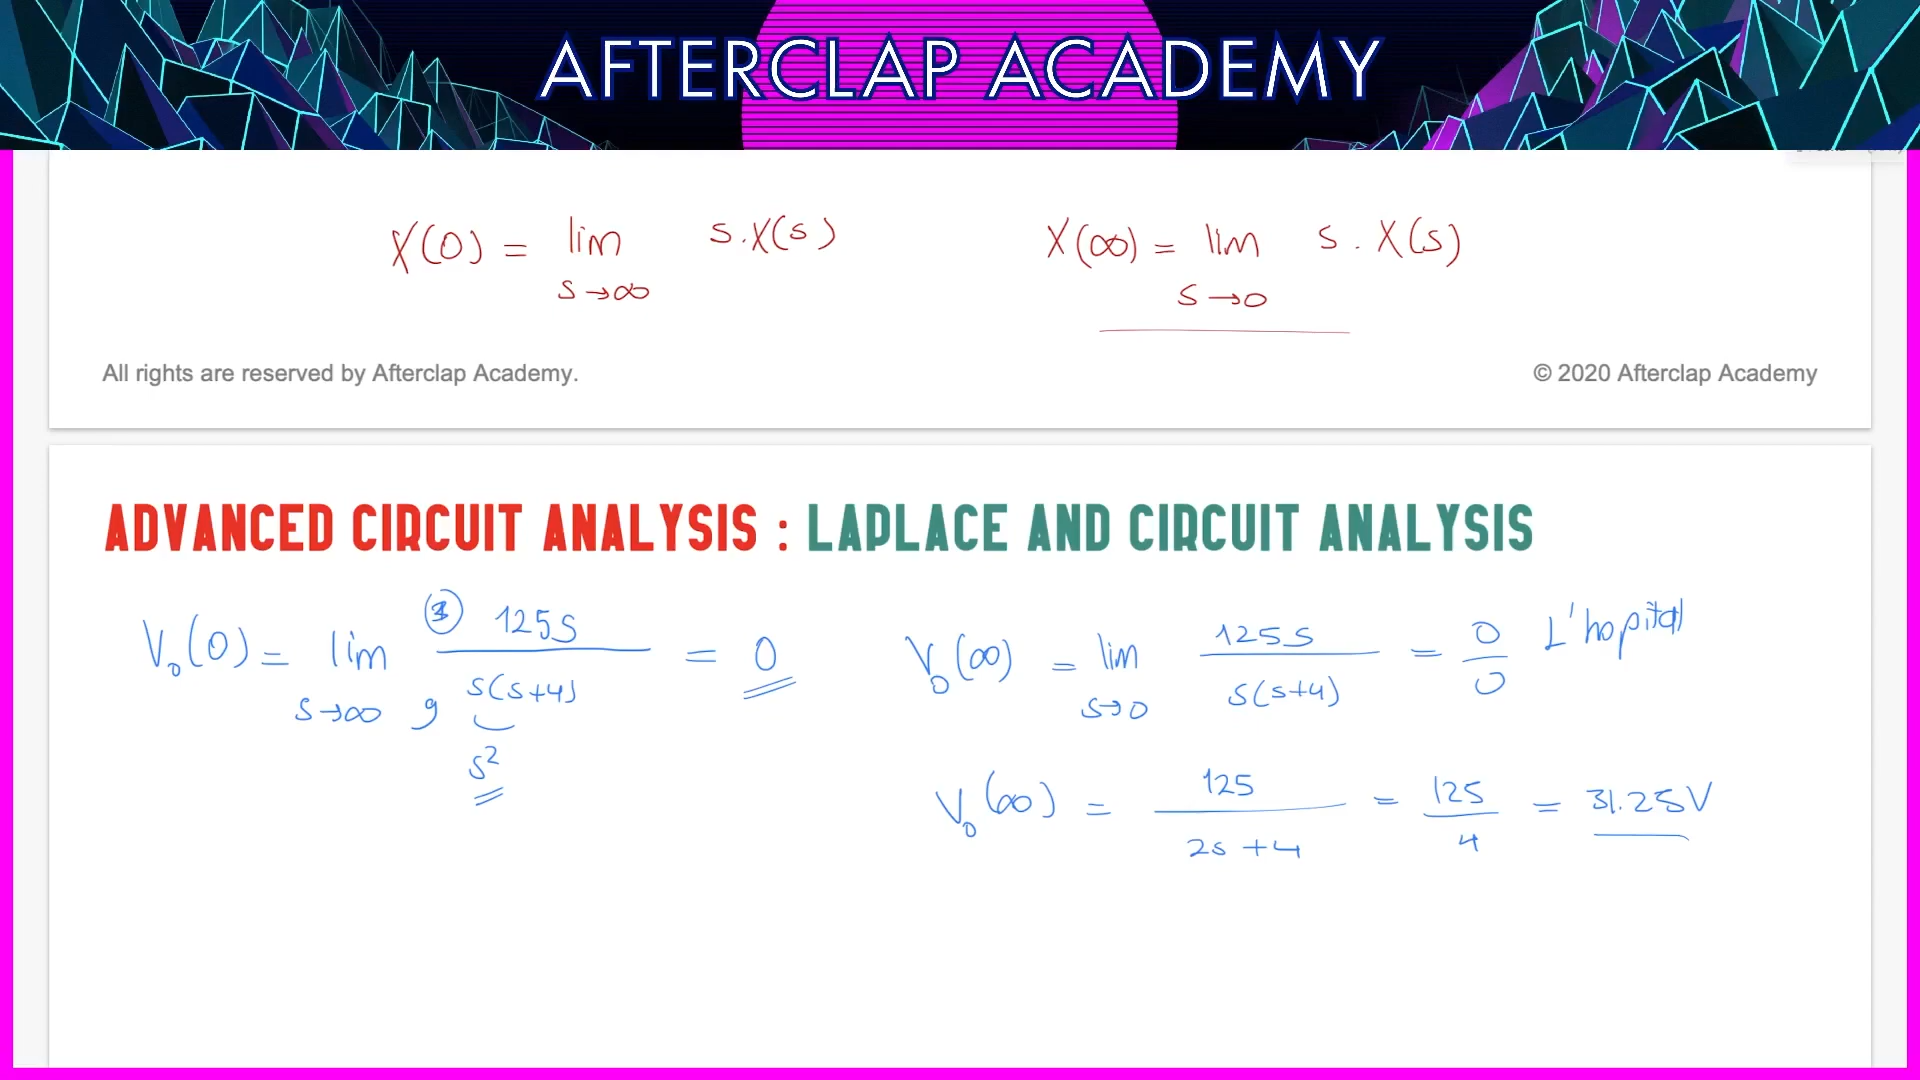 AFTERCLAP ACADEMY
X(0) = lim s→∞ s.X(s)
X(∞) = lim s→0 s.X(s)
All rights are reserved by Afterclap Academy.
© 2020 Afterclap Academy
ADVANCED CIRCUIT ANALYSIS : LAPLACE AND CIRCUIT ANALYSIS
V₀(0) = lim s→∞ 125s / s(s+4) = 0
s²
V₀(∞) = lim s→0 125s / s(s+4) = 0/0 L'hopital
V₀(∞) = 125 / 2s+4 = 125/4 = 31.25V